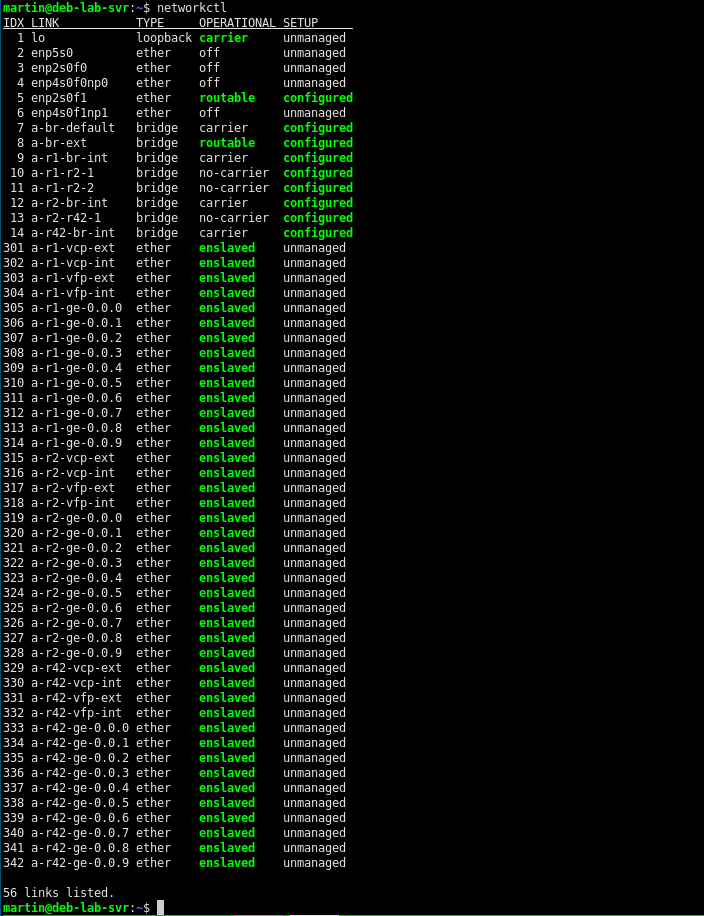 martin@deb-lab-svr:~$ networkctl
IDX LINK           TYPE     OPERATIONAL SETUP
  1 lo             loopback carrier     unmanaged
  2 enp5s0         ether    off         unmanaged
  3 enp2s0f0       ether    off         unmanaged
  4 enp4s0f0np0    ether    off         unmanaged
  5 enp2s0f1       ether    routable    configured
  6 enp4s0f1np1    ether    off         unmanaged
  7 a-br-default   bridge   carrier     configured
  8 a-br-ext       bridge   routable    configured
  9 a-r1-br-int    bridge   carrier     configured
 10 a-r1-r2-1      bridge   no-carrier  configured
 11 a-r1-r2-2      bridge   no-carrier  configured
 12 a-r2-br-int    bridge   carrier     configured
 13 a-r2-r42-1     bridge   no-carrier  configured
 14 a-r42-br-int   bridge   carrier     configured
301 a-r1-vcp-ext   ether    enslaved    unmanaged
302 a-r1-vcp-int   ether    enslaved    unmanaged
303 a-r1-vfp-ext   ether    enslaved    unmanaged
304 a-r1-vfp-int   ether    enslaved    unmanaged
305 a-r1-ge-0.0.0  ether    enslaved    unmanaged
306 a-r1-ge-0.0.1  ether    enslaved    unmanaged
307 a-r1-ge-0.0.2  ether    enslaved    unmanaged
308 a-r1-ge-0.0.3  ether    enslaved    unmanaged
309 a-r1-ge-0.0.4  ether    enslaved    unmanaged
310 a-r1-ge-0.0.5  ether    enslaved    unmanaged
311 a-r1-ge-0.0.6  ether    enslaved    unmanaged
312 a-r1-ge-0.0.7  ether    enslaved    unmanaged
313 a-r1-ge-0.0.8  ether    enslaved    unmanaged
314 a-r1-ge-0.0.9  ether    enslaved    unmanaged
315 a-r2-vcp-ext   ether    enslaved    unmanaged
316 a-r2-vcp-int   ether    enslaved    unmanaged
317 a-r2-vfp-ext   ether    enslaved    unmanaged
318 a-r2-vfp-int   ether    enslaved    unmanaged
319 a-r2-ge-0.0.0  ether    enslaved    unmanaged
320 a-r2-ge-0.0.1  ether    enslaved    unmanaged
321 a-r2-ge-0.0.2  ether    enslaved    unmanaged
322 a-r2-ge-0.0.3  ether    enslaved    unmanaged
323 a-r2-ge-0.0.4  ether    enslaved    unmanaged
324 a-r2-ge-0.0.5  ether    enslaved    unmanaged
325 a-r2-ge-0.0.6  ether    enslaved    unmanaged
326 a-r2-ge-0.0.7  ether    enslaved    unmanaged
327 a-r2-ge-0.0.8  ether    enslaved    unmanaged
328 a-r2-ge-0.0.9  ether    enslaved    unmanaged
329 a-r42-vcp-ext  ether    enslaved    unmanaged
330 a-r42-vcp-int  ether    enslaved    unmanaged
331 a-r42-vfp-ext  ether    enslaved    unmanaged
332 a-r42-vfp-int  ether    enslaved    unmanaged
333 a-r42-ge-0.0.0 ether    enslaved    unmanaged
334 a-r42-ge-0.0.1 ether    enslaved    unmanaged
335 a-r42-ge-0.0.2 ether    enslaved    unmanaged
336 a-r42-ge-0.0.3 ether    enslaved    unmanaged
337 a-r42-ge-0.0.4 ether    enslaved    unmanaged
338 a-r42-ge-0.0.5 ether    enslaved    unmanaged
339 a-r42-ge-0.0.6 ether    enslaved    unmanaged
340 a-r42-ge-0.0.7 ether    enslaved    unmanaged
341 a-r42-ge-0.0.8 ether    enslaved    unmanaged
342 a-r42-ge-0.0.9 ether    enslaved    unmanaged
56 links listed.
martin@deb-lab-svr:~$